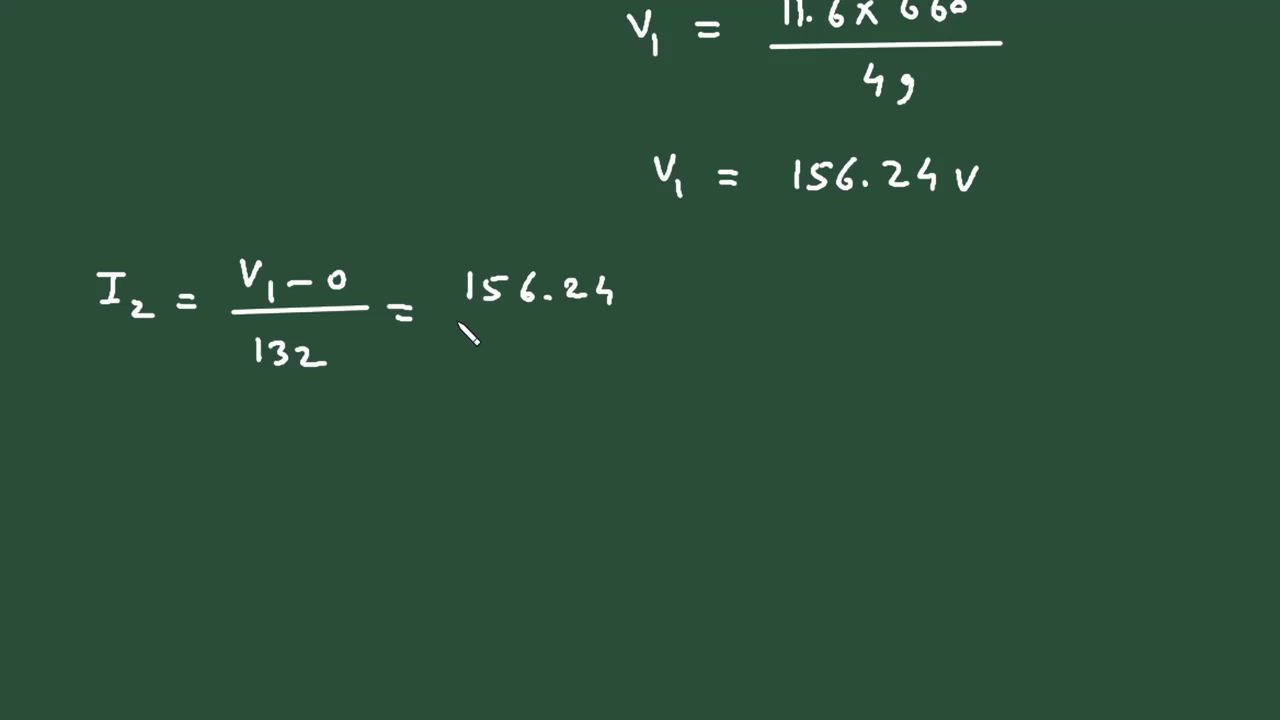 V₁ = 11.6 x 660 / 49
V₁ = 156.24 V
I₂ = V₁ - 0 / 132 = 156.24